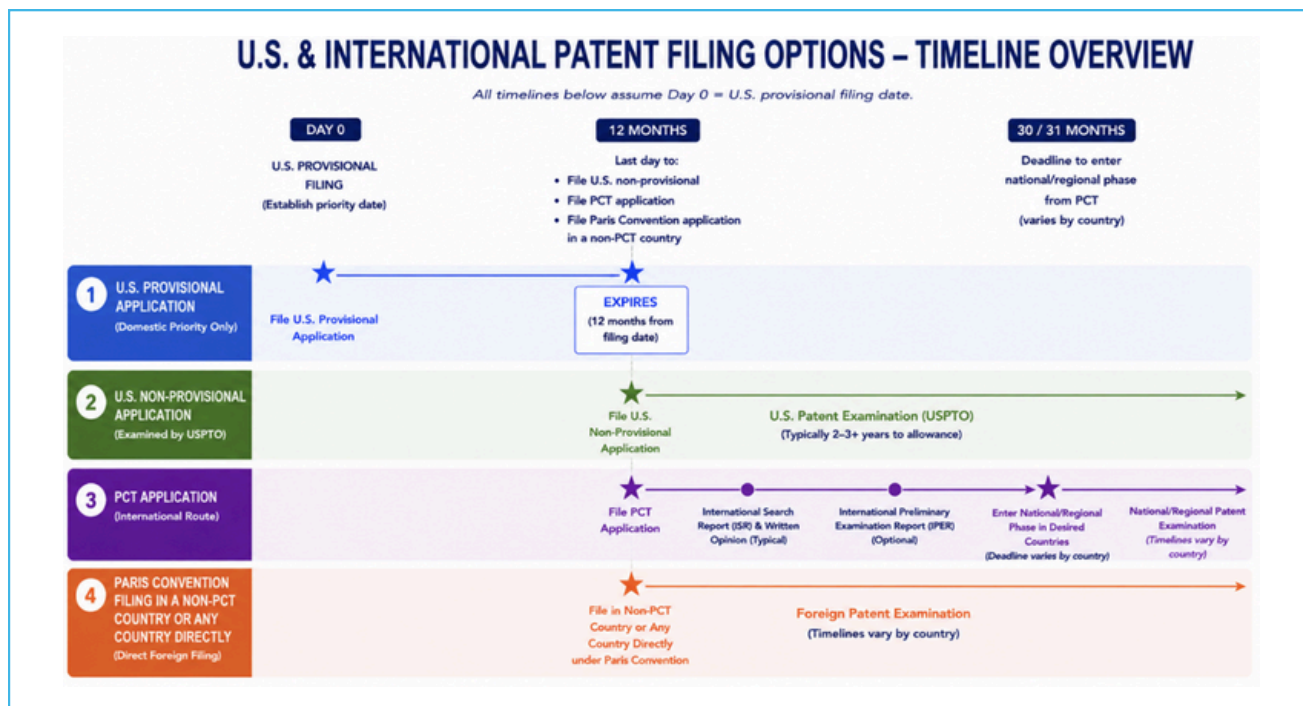 U.S. & INTERNATIONAL PATENT FILING OPTIONS – TIMELINE OVERVIEW
All timelines below assume Day 0 = U.S. provisional filing date.
DAY 0
U.S. PROVISIONAL
FILING
(Establish priority date)
12 MONTHS
Last day to:
• File U.S. non-provisional
• File PCT application
• File Paris Convention application
in a non-PCT country
30 / 31 MONTHS
Deadline to enter
national/regional phase
from PCT
(varies by country)
1
U.S. PROVISIONAL
APPLICATION
(Domestic Priority Only)
File U.S. Provisional
Application
EXPIRES
(12 months from
filing date)
2
U.S. NON-PROVISIONAL
APPLICATION
(Examined by USPTO)
File U.S.
Non-Provisional
Application
U.S. Patent Examination (USPTO)
(Typically 2–3+ years to allowance)
3
PCT APPLICATION
(International Route)
File PCT
Application
International Search
Report (ISR) & Written
Opinion (Typical)
International Preliminary
Examination Report (IPER)
(Optional)
Enter National/Regional
Phase in Desired
Countries
(Deadline varies by country)
National/Regional Patent
Examination
(Timelines vary by
country)
4
PARIS CONVENTION
FILING IN A NON-PCT
COUNTRY OR ANY
COUNTRY DIRECTLY
(Direct Foreign Filing)
File in Non-PCT
Country or Any
Country Directly
under Paris Convention
Foreign Patent Examination
(Timelines vary by country)